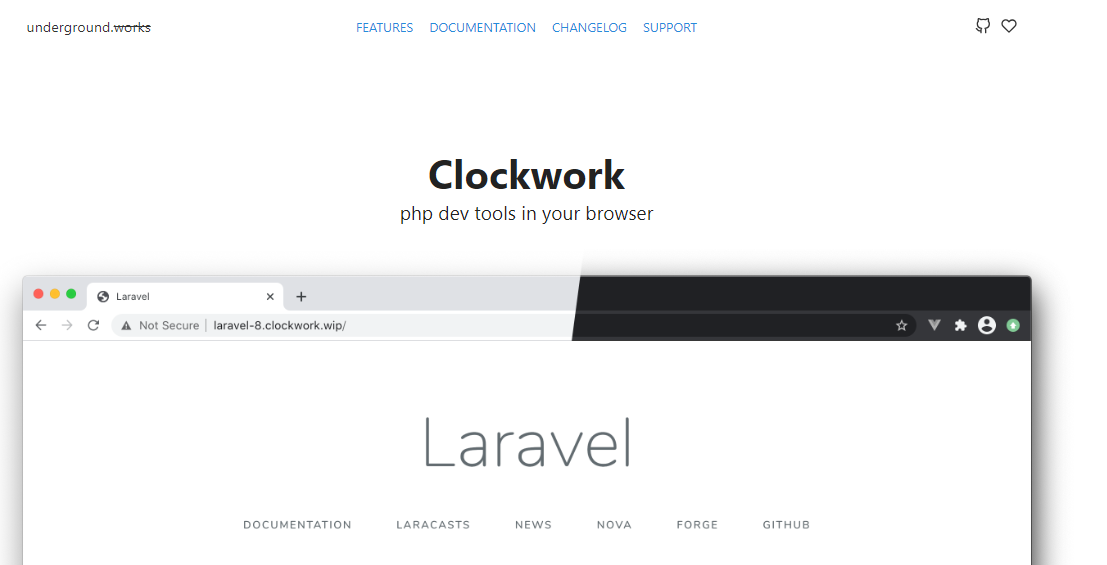 underground.works
FEATURES DOCUMENTATION CHANGELOG SUPPORT
Clockwork
php dev tools in your browser
Laravel
Not Secure laravel-8.clockwork.wip/
Laravel
DOCUMENTATION LARACASTS NEWS NOVA FORGE GITHUB